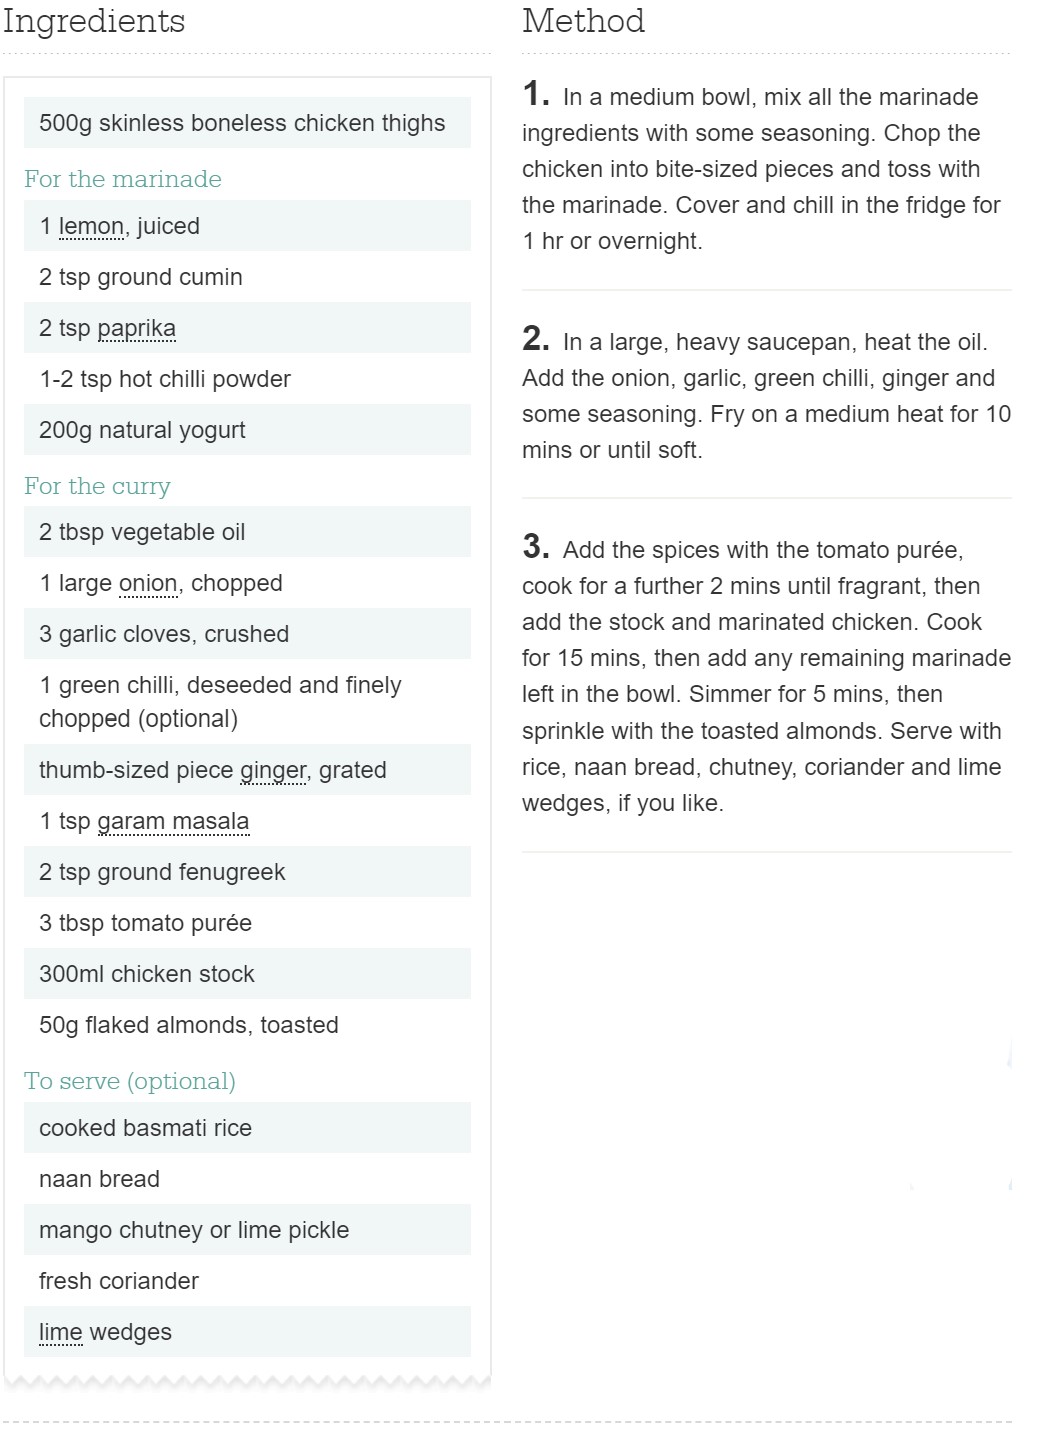 Ingredients
500g skinless boneless chicken thighs
For the marinade
1 lemon, juiced
2 tsp ground cumin
2 tsp paprika
1-2 tsp hot chilli powder
200g natural yogurt
For the curry
2 tbsp vegetable oil
1 large onion, chopped
3 garlic cloves, crushed
1 green chilli, deseeded and finely
chopped (optional)
thumb-sized piece ginger, grated
1 tsp garam masala
2 tsp ground fenugreek
3 tbsp tomato purée
300ml chicken stock
50g flaked almonds, toasted
To serve (optional)
cooked basmati rice
naan bread
mango chutney or lime pickle
fresh coriander
lime wedges
Method
1. In a medium bowl, mix all the marinade
ingredients with some seasoning. Chop the
chicken into bite-sized pieces and toss with
the marinade. Cover and chill in the fridge for
1 hr or overnight.
2. In a large, heavy saucepan, heat the oil.
Add the onion, garlic, green chilli, ginger and
some seasoning. Fry on a medium heat for 10
mins or until soft.
3. Add the spices with the tomato purée,
cook for a further 2 mins until fragrant, then
add the stock and marinated chicken. Cook
for 15 mins, then add any remaining marinade
left in the bowl. Simmer for 5 mins, then
sprinkle with the toasted almonds. Serve with
rice, naan bread, chutney, coriander and lime
wedges, if you like.